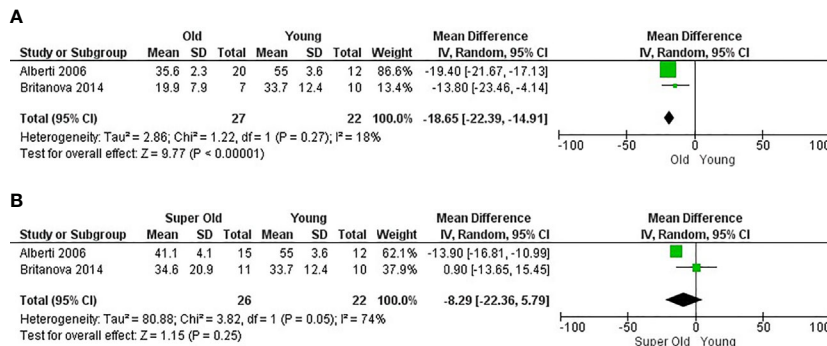 A
Old Young Mean Difference Mean Difference
Study or Subgroup Mean SD Total Mean SD Total Weight IV, Random, 95% CI IV, Random, 95% CI
Alberti 2006 35.6 2.3 20 55 3.6 12 86.6% -19.40 [-21.67, -17.13]
Britanova 2014 19.9 7.9 7 33.7 12.4 10 13.4% -13.80 [-23.46, -4.14]
Total (95% CI) 27 22 100.0% -18.65 [-22.39, -14.91]
Heterogeneity: Tau² = 2.86; Chi² = 1.22, df = 1 (P = 0.27); I² = 18%
Test for overall effect: Z = 9.77 (P < 0.00001)
-100 -50 0 50 100
Old Young
B
Super Old Young Mean Difference Mean Difference
Study or Subgroup Mean SD Total Mean SD Total Weight IV, Random, 95% CI IV, Random, 95% CI
Alberti 2006 41.1 4.1 15 55 3.6 12 62.1% -13.90 [-16.81, -10.99]
Britanova 2014 34.6 20.9 11 33.7 12.4 10 37.9% 0.90 [-13.65, 15.45]
Total (95% CI) 26 22 100.0% -8.29 [-22.36, 5.79]
Heterogeneity: Tau² = 80.88; Chi² = 3.82, df = 1 (P = 0.05); I² = 74%
Test for overall effect: Z = 1.15 (P = 0.25)
-100 -50 0 50 100
Super Old Young